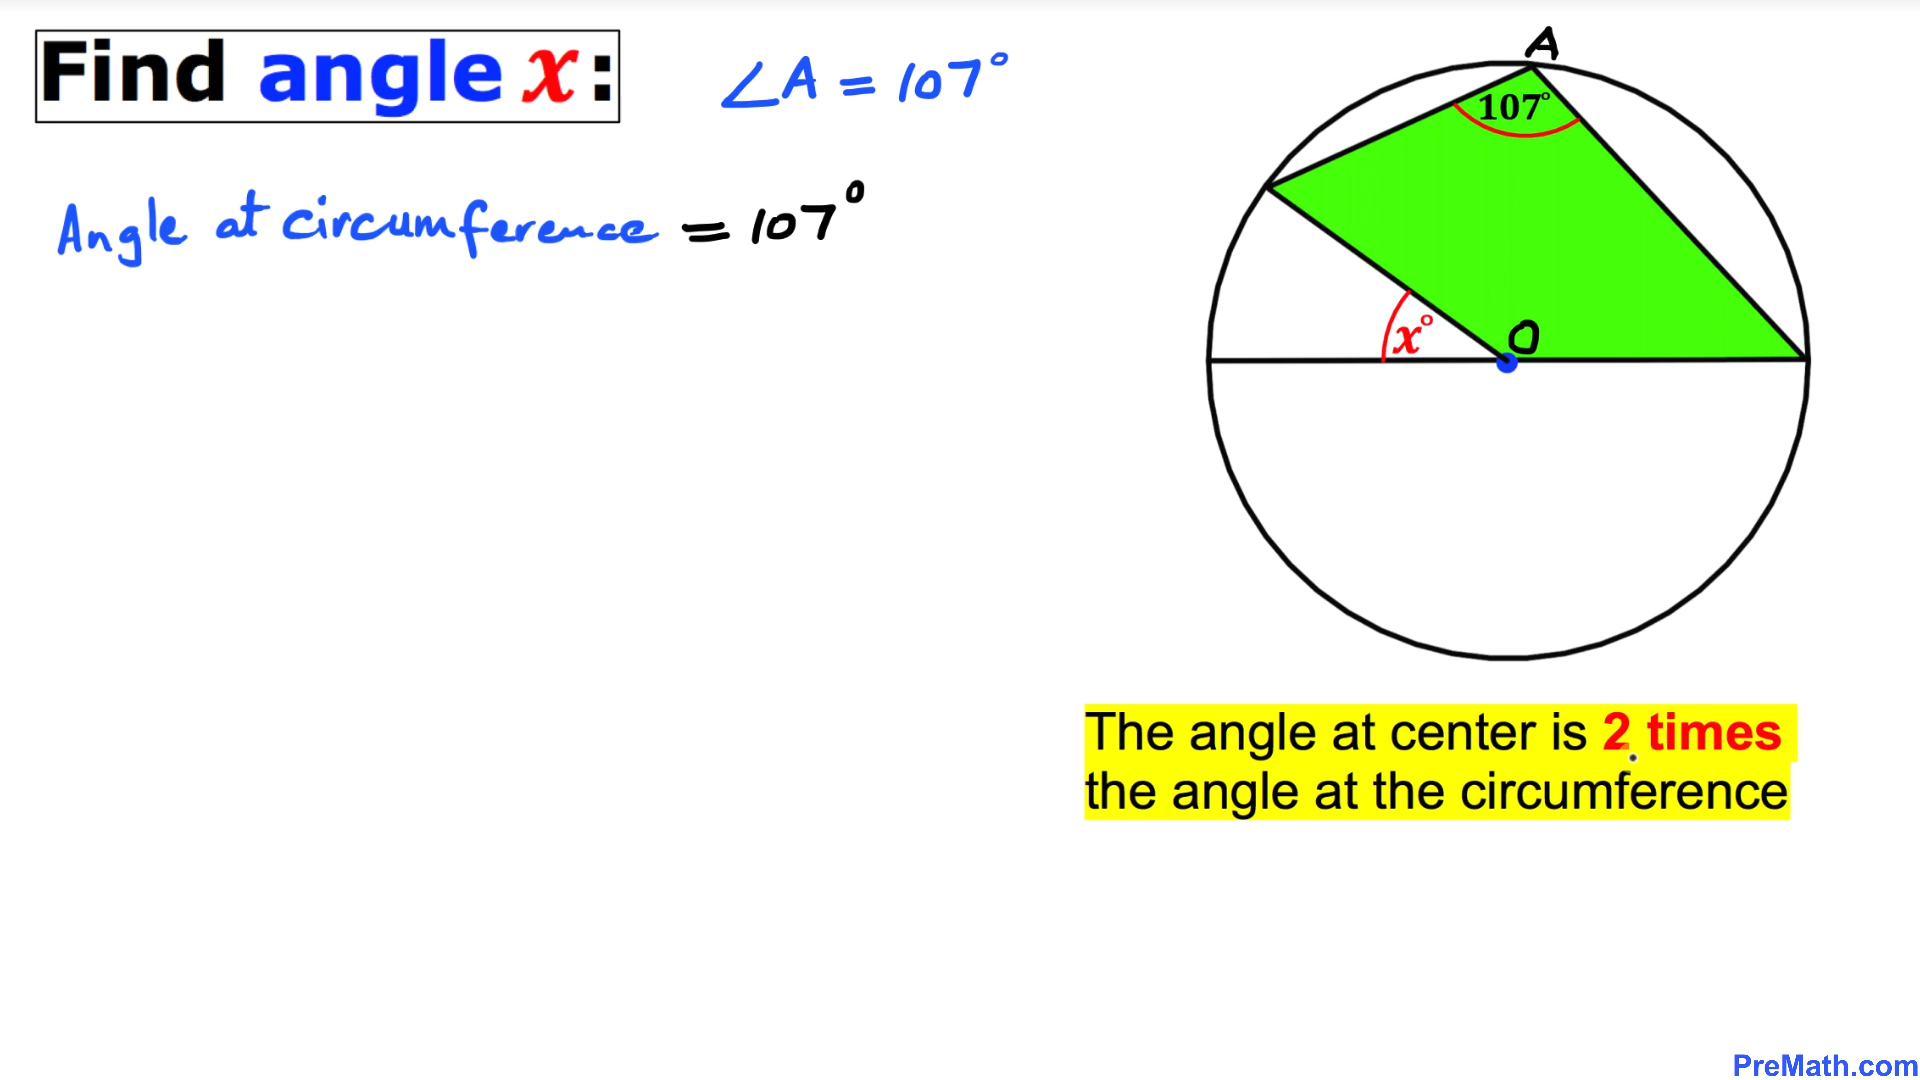 Find angle x:
∠A = 107°
A
107°
Angle at circumference = 107°
x°
O
The angle at center is 2 times
the angle at the circumference
PreMath.com